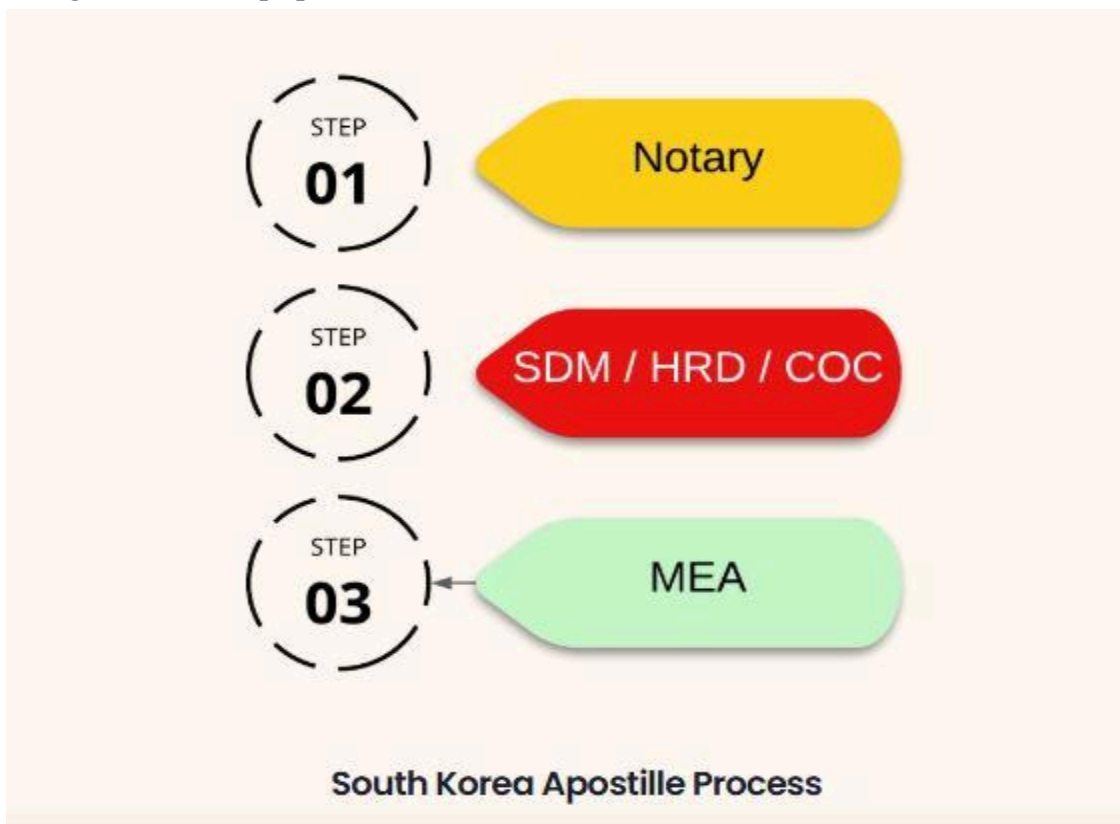 STEP
01
Notary
STEP
02
SDM / HRD / COC
STEP
03
MEA
South Korea Apostille Process